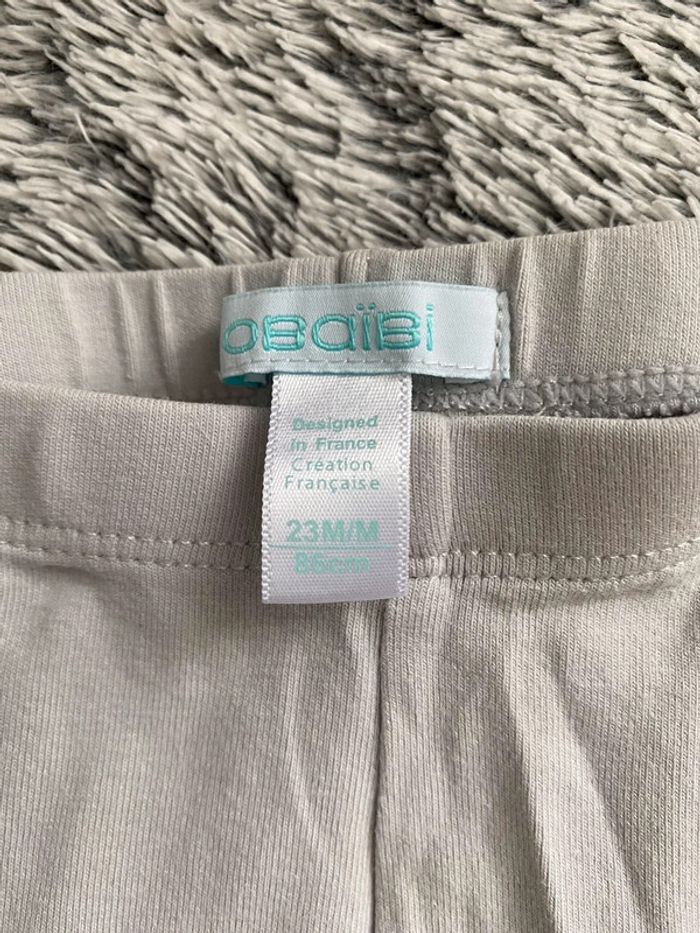 OBaïBi
Designed
in France
Création
Française
23M/M
86cm